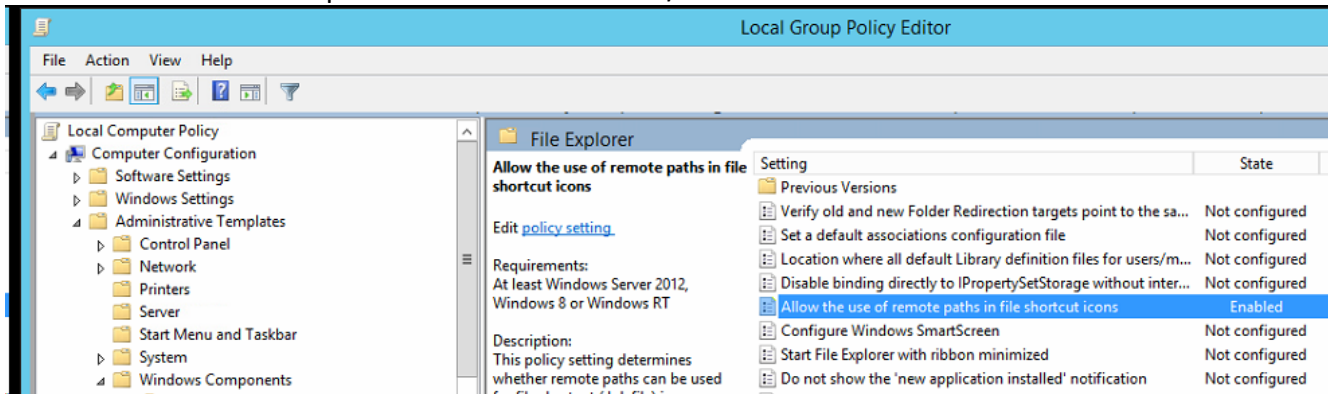 Local Group Policy Editor
File Action View Help
Local Computer Policy
Computer Configuration
Software Settings
Windows Settings
Administrative Templates
Control Panel
Network
Printers
Server
Start Menu and Taskbar
System
Windows Components
File Explorer
Allow the use of remote paths in file
shortcut icons
Edit policy setting
Requirements:
At least Windows Server 2012,
Windows 8 or Windows RT
Description:
This policy setting determines
whether remote paths can be used
Setting State
Previous Versions
Verify old and new Folder Redirection targets point to the sa... Not configured
Set a default associations configuration file Not configured
Location where all default Library definition files for users/m... Not configured
Disable binding directly to IPropertySetStorage without inter... Not configured
Allow the use of remote paths in file shortcut icons Enabled
Configure Windows SmartScreen Not configured
Start File Explorer with ribbon minimized Not configured
Do not show the 'new application installed' notification Not configured